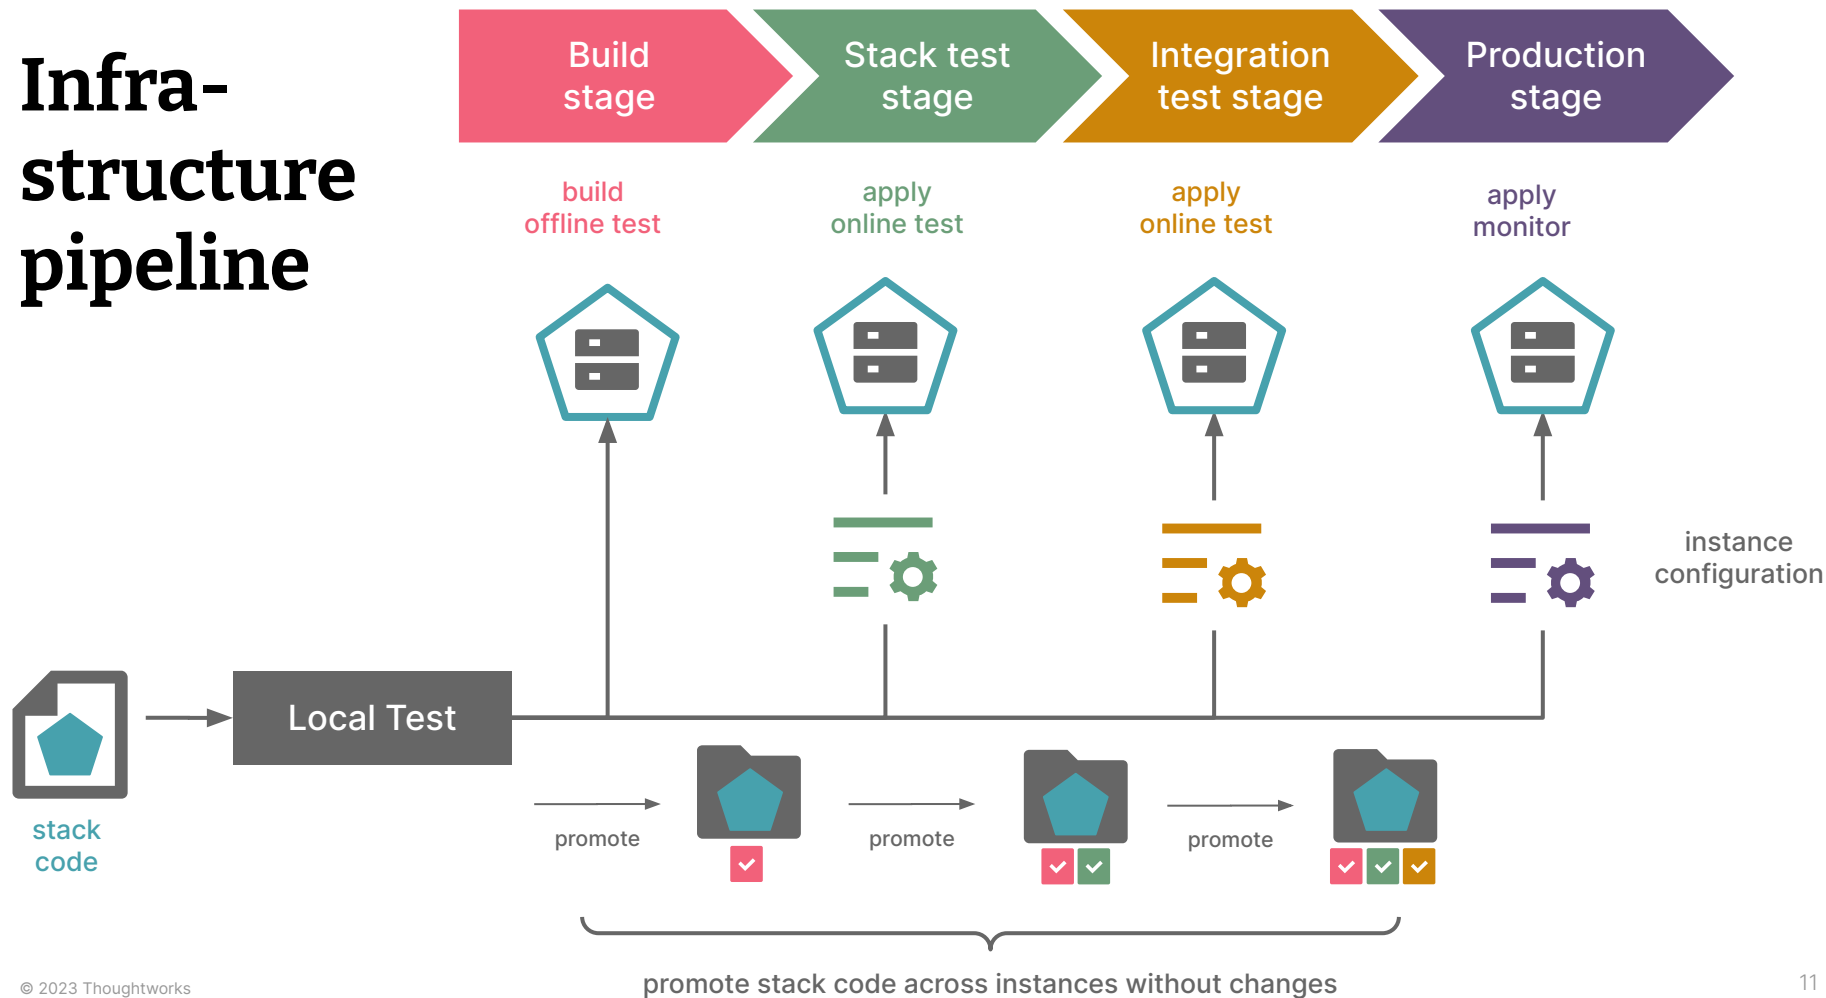 Infra-
structure
pipeline
Build
stage
Stack test
stage
Integration
test stage
Production
stage
build
offline test
apply
online test
apply
online test
apply
monitor
instance
configuration
Local Test
stack
code
promote
promote
promote
promote stack code across instances without changes
© 2023 Thoughtworks
11